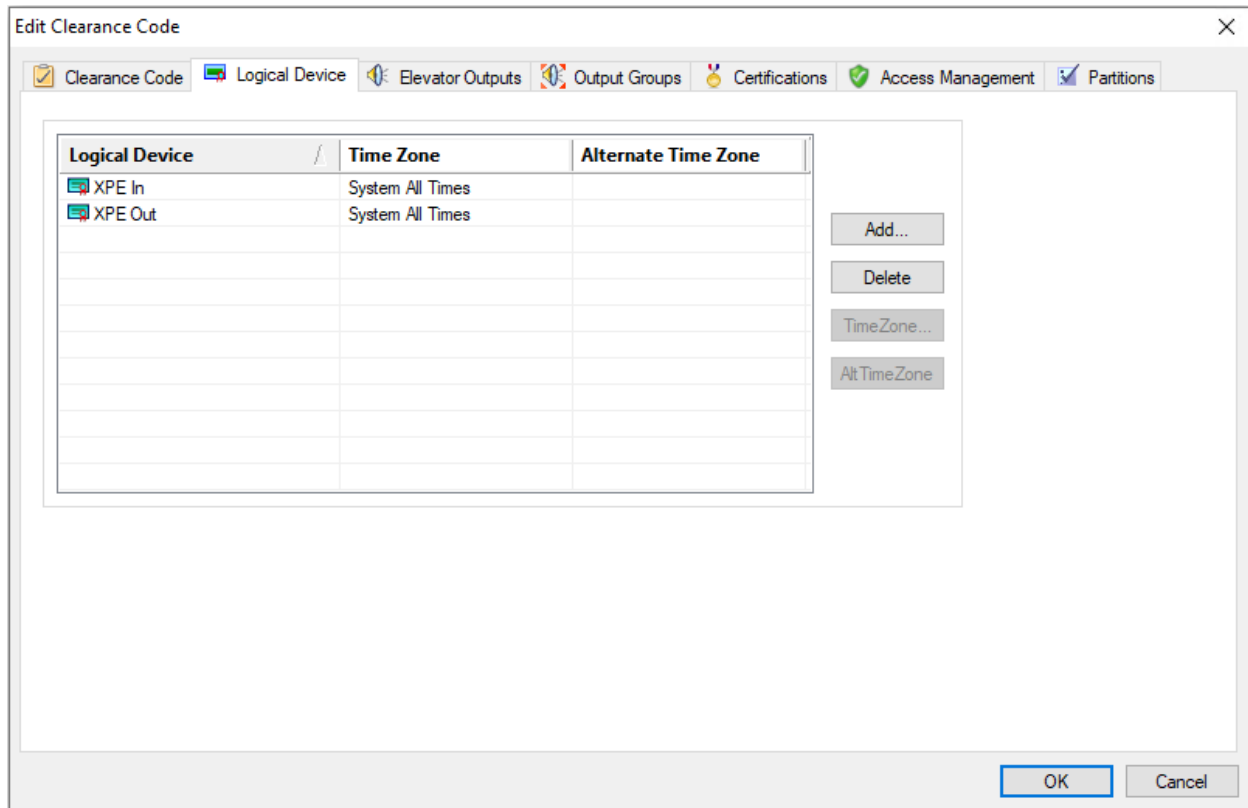 Edit Clearance Code
Clearance Code Logical Device Elevator Outputs Output Groups Certifications Access Management Partitions
Logical Device Time Zone Alternate Time Zone
XPE In System All Times
XPE Out System All Times
Add...
Delete
TimeZone...
AltTimeZone
OK Cancel